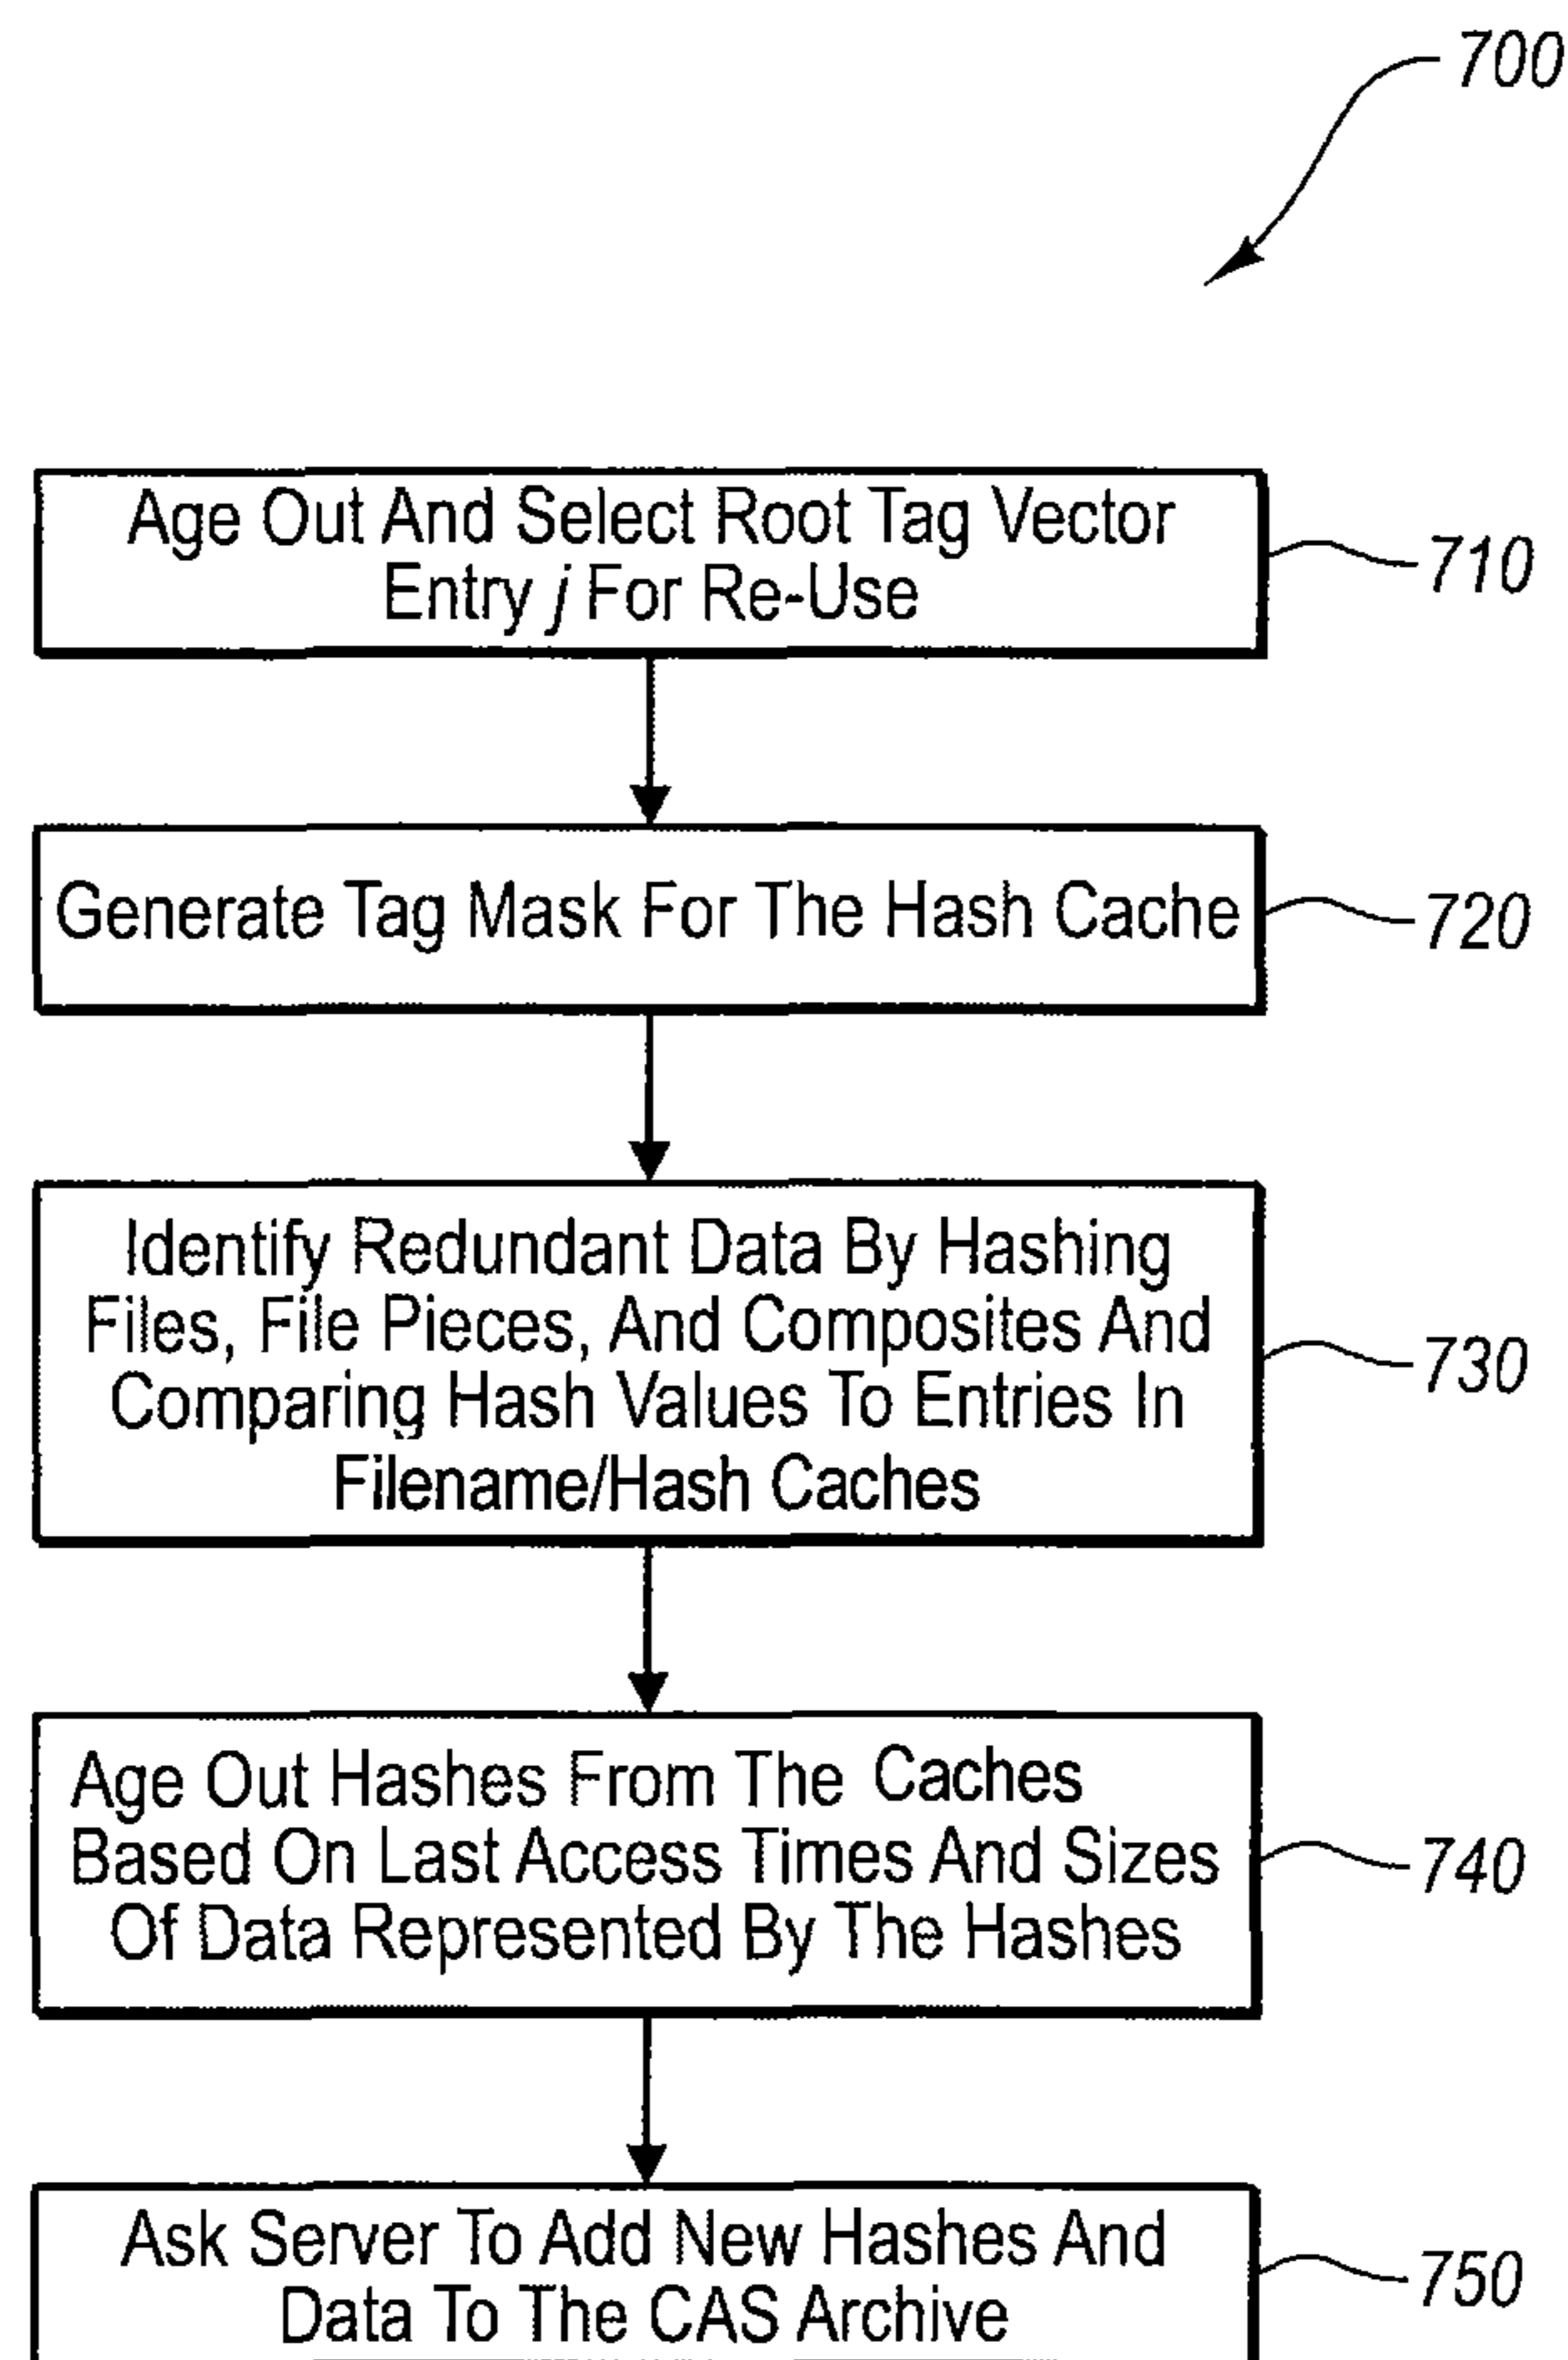 700
Age Out And Select Root Tag Vector
Entry j For Re-Use
710
Generate Tag Mask For The Hash Cache
720
Identify Redundant Data By Hashing
Files, File Pieces, And Composites And
Comparing Hash Values To Entries In
Filename/Hash Caches
730
Age Out Hashes From The Caches
Based On Last Access Times And Sizes
Of Data Represented By The Hashes
740
Ask Server To Add New Hashes And
Data To The CAS Archive
750